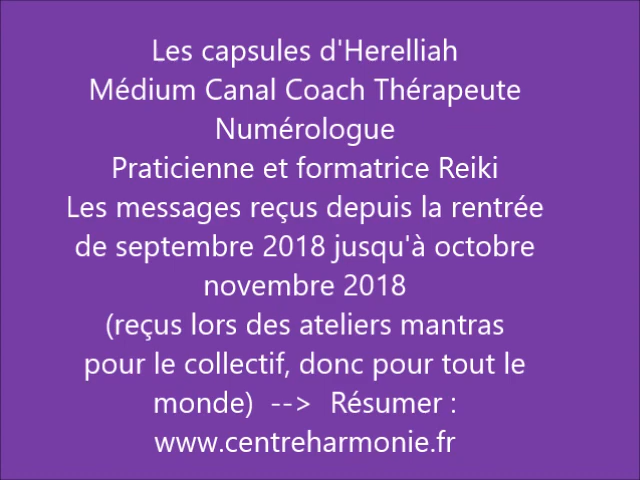 Les capsules d'Herelliah
Médium Canal Coach Thérapeute
Numérologue
Praticienne et formatrice Reiki
Les messages reçus depuis la rentrée
de septembre 2018 jusqu'à octobre
novembre 2018
(reçus lors des ateliers mantras
pour le collectif, donc pour tout le
monde)  -->  Résumer :
www.centreharmonie.fr